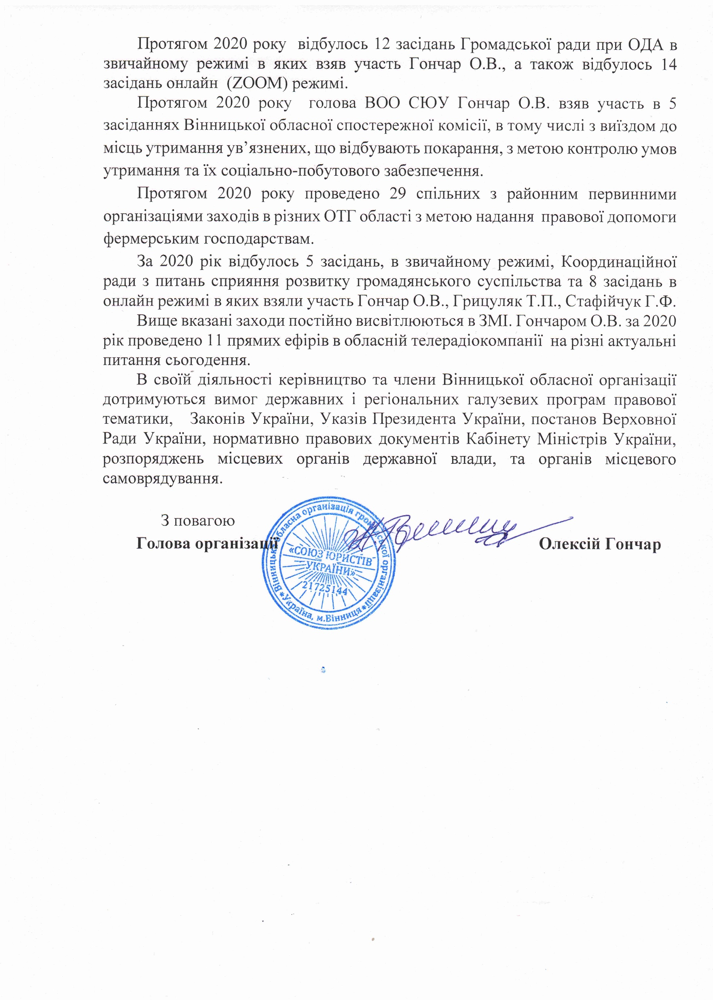 Протягом 2020 року відбулось 12 засідань Громадської ради при ОДА в
звичайному режимі в яких взяв участь Гончар О.В., а також відбулось 14
засідань онлайн (ZOOM) режимі.
Протягом 2020 року голова ВОО СЮУ Гончар О.В. взяв участь в 5
засіданнях Вінницької обласної спостережної комісії, в тому числі з виїздом до
місць утримання ув’язнених, що відбувають покарання, з метою контролю умов
утримання та їх соціально-побутового забезпечення.
Протягом 2020 року проведено 29 спільних з районним первинними
організаціями заходів в різних ОТГ області з метою надання правової допомоги
фермерським господарствам.
За 2020 рік відбулось 5 засідань, в звичайному режимі, Координаційної
ради з питань сприяння розвитку громадянського суспільства та 8 засідань в
онлайн режимі в яких взяли участь Гончар О.В., Грицуляк Т.П., Стафійчук Г.Ф.
Вище вказані заходи постійно висвітлюються в ЗМІ. Гончаром О.В. за 2020
рік проведено 11 прямих ефірів в обласній телерадіокомпанії на різні актуальні
питання сьогодення.
В своїй діяльності керівництво та члени Вінницької обласної організації
дотримуються вимог державних і регіональних галузевих програм правової
тематики, Законів України, Указів Президента України, постанов Верховної
Ради України, нормативно правових документів Кабінету Міністрів України,
розпоряджень місцевих органів державної влади, та органів місцевого
самоврядування.
З повагою
Голова організації Олексій Гончар
Вінницька обласна організація громадської організації
«СОЮЗ ЮРИСТІВ
УКРАЇНИ»
21725144
*Україна, м.Вінниця*